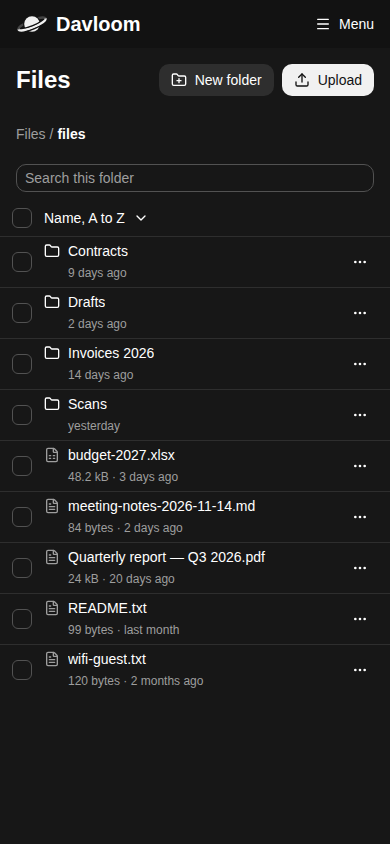 Davloom
Menu
Files
New folder
Upload
Files / files
Search this folder
Name, A to Z
Contracts
9 days ago
Drafts
2 days ago
Invoices 2026
14 days ago
Scans
yesterday
budget-2027.xlsx
48.2 kB · 3 days ago
meeting-notes-2026-11-14.md
84 bytes · 2 days ago
Quarterly report — Q3 2026.pdf
24 kB · 20 days ago
README.txt
99 bytes · last month
wifi-guest.txt
120 bytes · 2 months ago